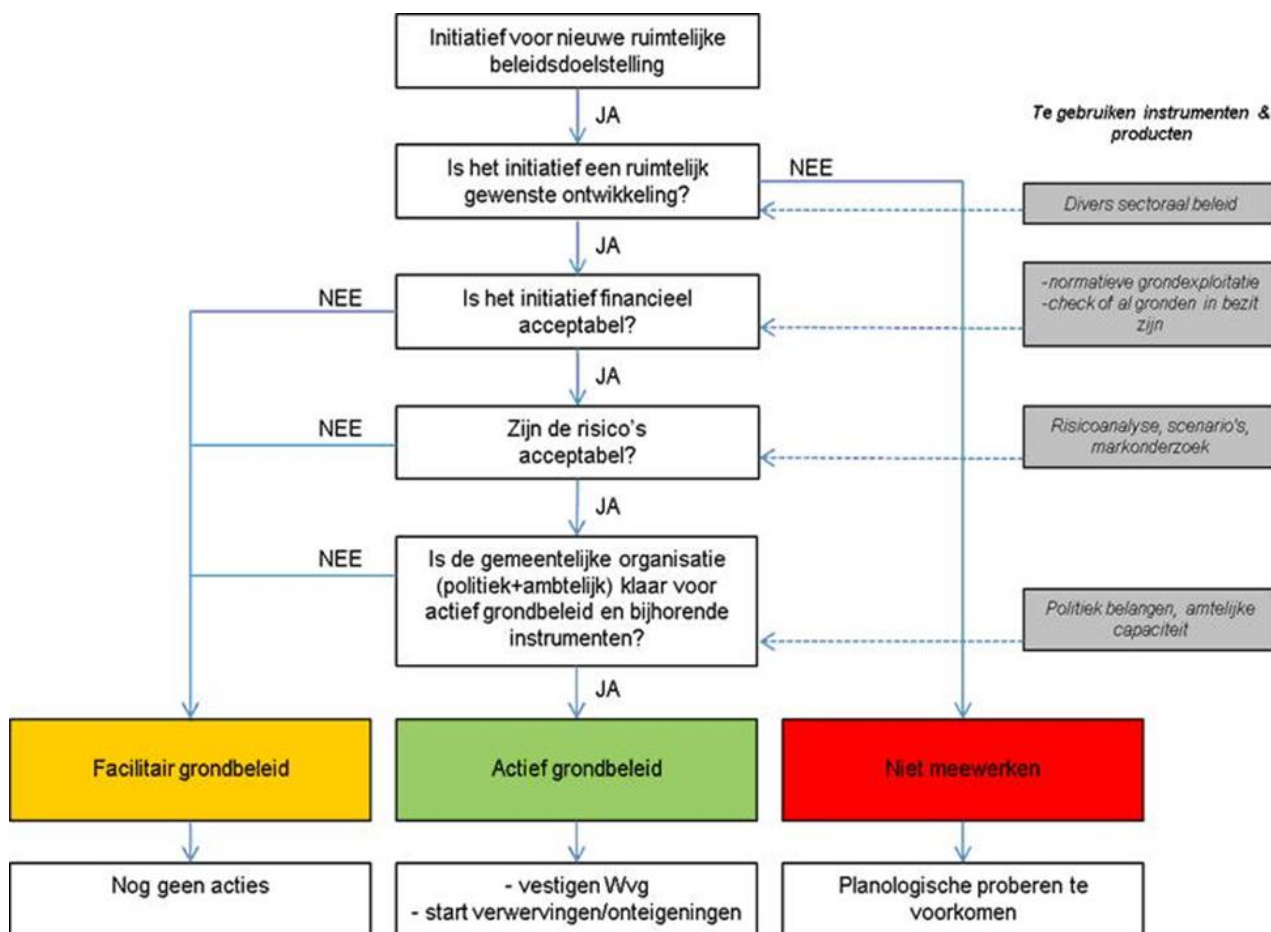 Initiatief voor nieuwe ruimtelijke
beleidsdoelstelling
JA
Te gebruiken instrumenten &
producten
Is het initiatief een ruimtelijk
gewenste ontwikkeling?
NEE
Divers sectoraal beleid
JA
NEE
Is het initiatief financieel
acceptabel?
-normatieve grondexploitatie
-check of al gronden in bezit
zijn
JA
NEE
Zijn de risico's
acceptabel?
Risicoanalyse, scenario's,
markonderzoek
JA
NEE
Is de gemeentelijke organisatie
(politiek+ambtelijk) klaar voor
actief grondbeleid en bijhorende
instrumenten?
Politiek belangen, amtelijke
capaciteit
JA
Facilitair grondbeleid
Actief grondbeleid
Niet meewerken
Nog geen acties
- vestigen Wvg
- start verwervingen/onteigeningen
Planologische proberen te
voorkomen